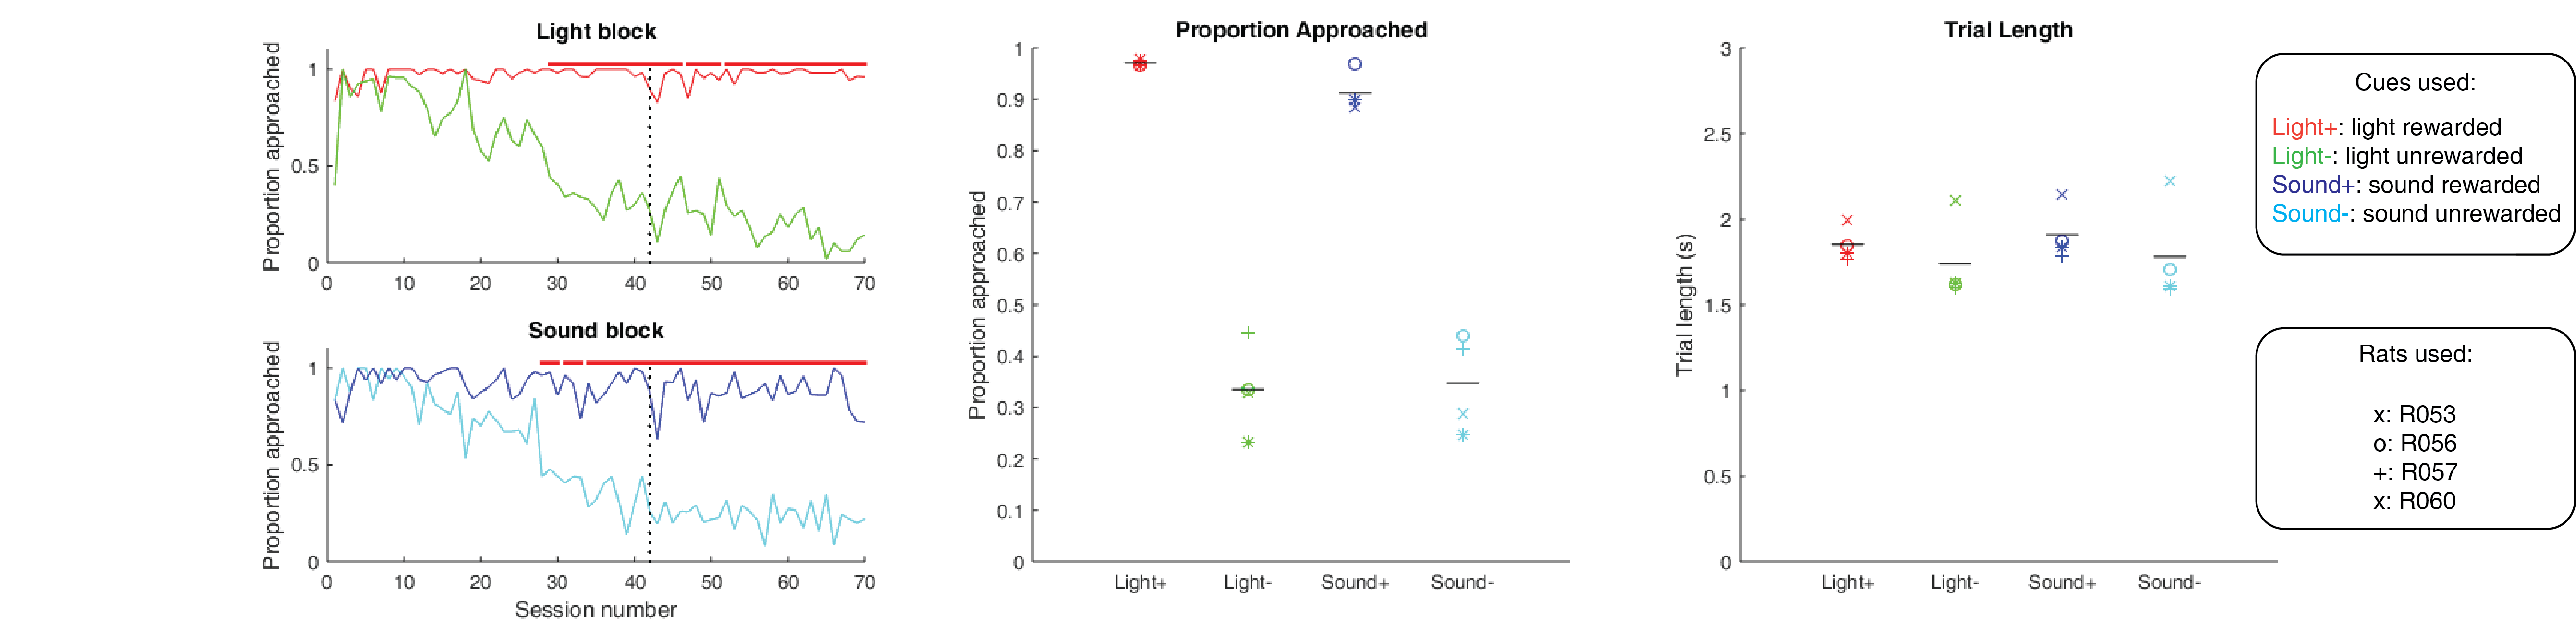 Light block
Proportion approached
1
0.5
0
0 10 20 30 40 50 60 70
Sound block
Proportion approached
1
0.5
0
0 10 20 30 40 50 60 70
Session number
Proportion Approached
Proportion approached
1
0.9
0.8
0.7
0.6
0.5
0.4
0.3
0.2
0.1
0
Light+ Light- Sound+ Sound-
Trial Length
Trial length (s)
3
2.5
2
1.5
1
0.5
0
Light+ Light- Sound+ Sound-
Cues used:
Light+: light rewarded
Light-: light unrewarded
Sound+: sound rewarded
Sound-: sound unrewarded
Rats used:
x: R053
o: R056
+: R057
x: R060